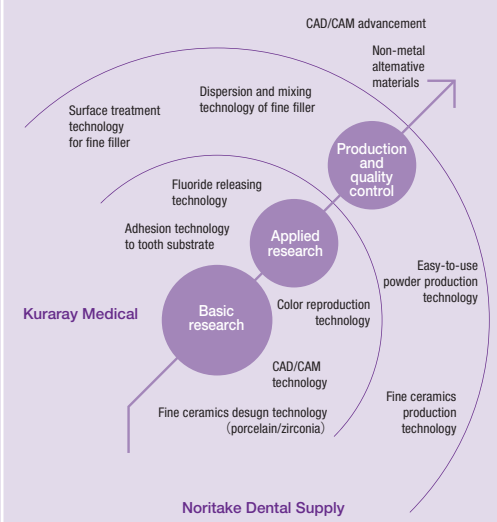 CAD/CAM advancement
Non-metal
alternative
materials
Dispersion and mixing
technology of fine filler
Surface treatment
technology
for fine filler
Production
and
quality
control
Fluoride releasing
technology
Adhesion technology
to tooth substrate
Applied
research
Easy-to-use
powder production
technology
Kuraray Medical
Basic
research
Color reproduction
technology
CAD/CAM
technology
Fine ceramics desugn technology
(porcelain/zirconia)
Fine ceramics
production
technology
Noritake Dental Supply